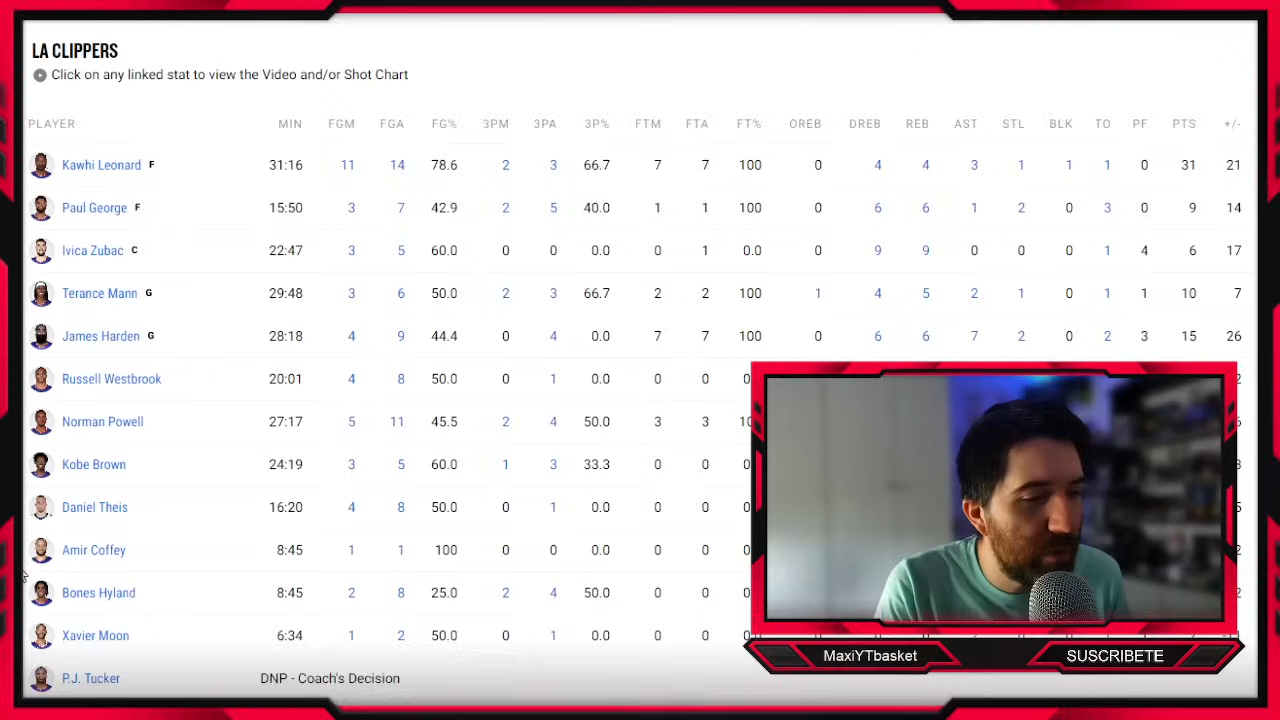 LA CLIPPERS
Click on any linked stat to view the Video and/or Shot Chart
PLAYER MIN FGM FGA FG% 3PM 3PA 3P% FTM FTA FT% OREB DREB REB AST STL BLK TO PF PTS +/-
Kawhi Leonard F 31:16 11 14 78.6 2 3 66.7 7 7 100 0 4 4 3 1 1 1 0 31 21
Paul George F 15:50 3 7 42.9 2 5 40.0 1 1 100 0 6 6 1 2 0 3 0 9 14
Ivica Zubac C 22:47 3 5 60.0 0 0 0.0 0 1 0.0 0 9 9 0 0 0 1 4 6 17
Terance Mann G 29:48 3 6 50.0 2 3 66.7 2 2 100 1 4 5 2 1 0 1 1 10 7
James Harden G 28:18 4 9 44.4 0 4 0.0 7 7 100 0 6 6 7 2 0 2 3 15 26
Russell Westbrook 20:01 4 8 50.0 0 1 0.0 0 0
Norman Powell 27:17 5 11 45.5 2 4 50.0 3 3
Kobe Brown 24:19 3 5 60.0 1 3 33.3 0 0
Daniel Theis 16:20 4 8 50.0 0 1 0.0 0 0
Amir Coffey 8:45 1 1 100 0 0 0.0 0 0
Bones Hyland 8:45 2 8 25.0 2 4 50.0 0 0
Xavier Moon 6:34 1 2 50.0 0 1 0.0 0 0
P.J. Tucker DNP - Coach's Decision
MaxiYTbasket SUSCRIBETE